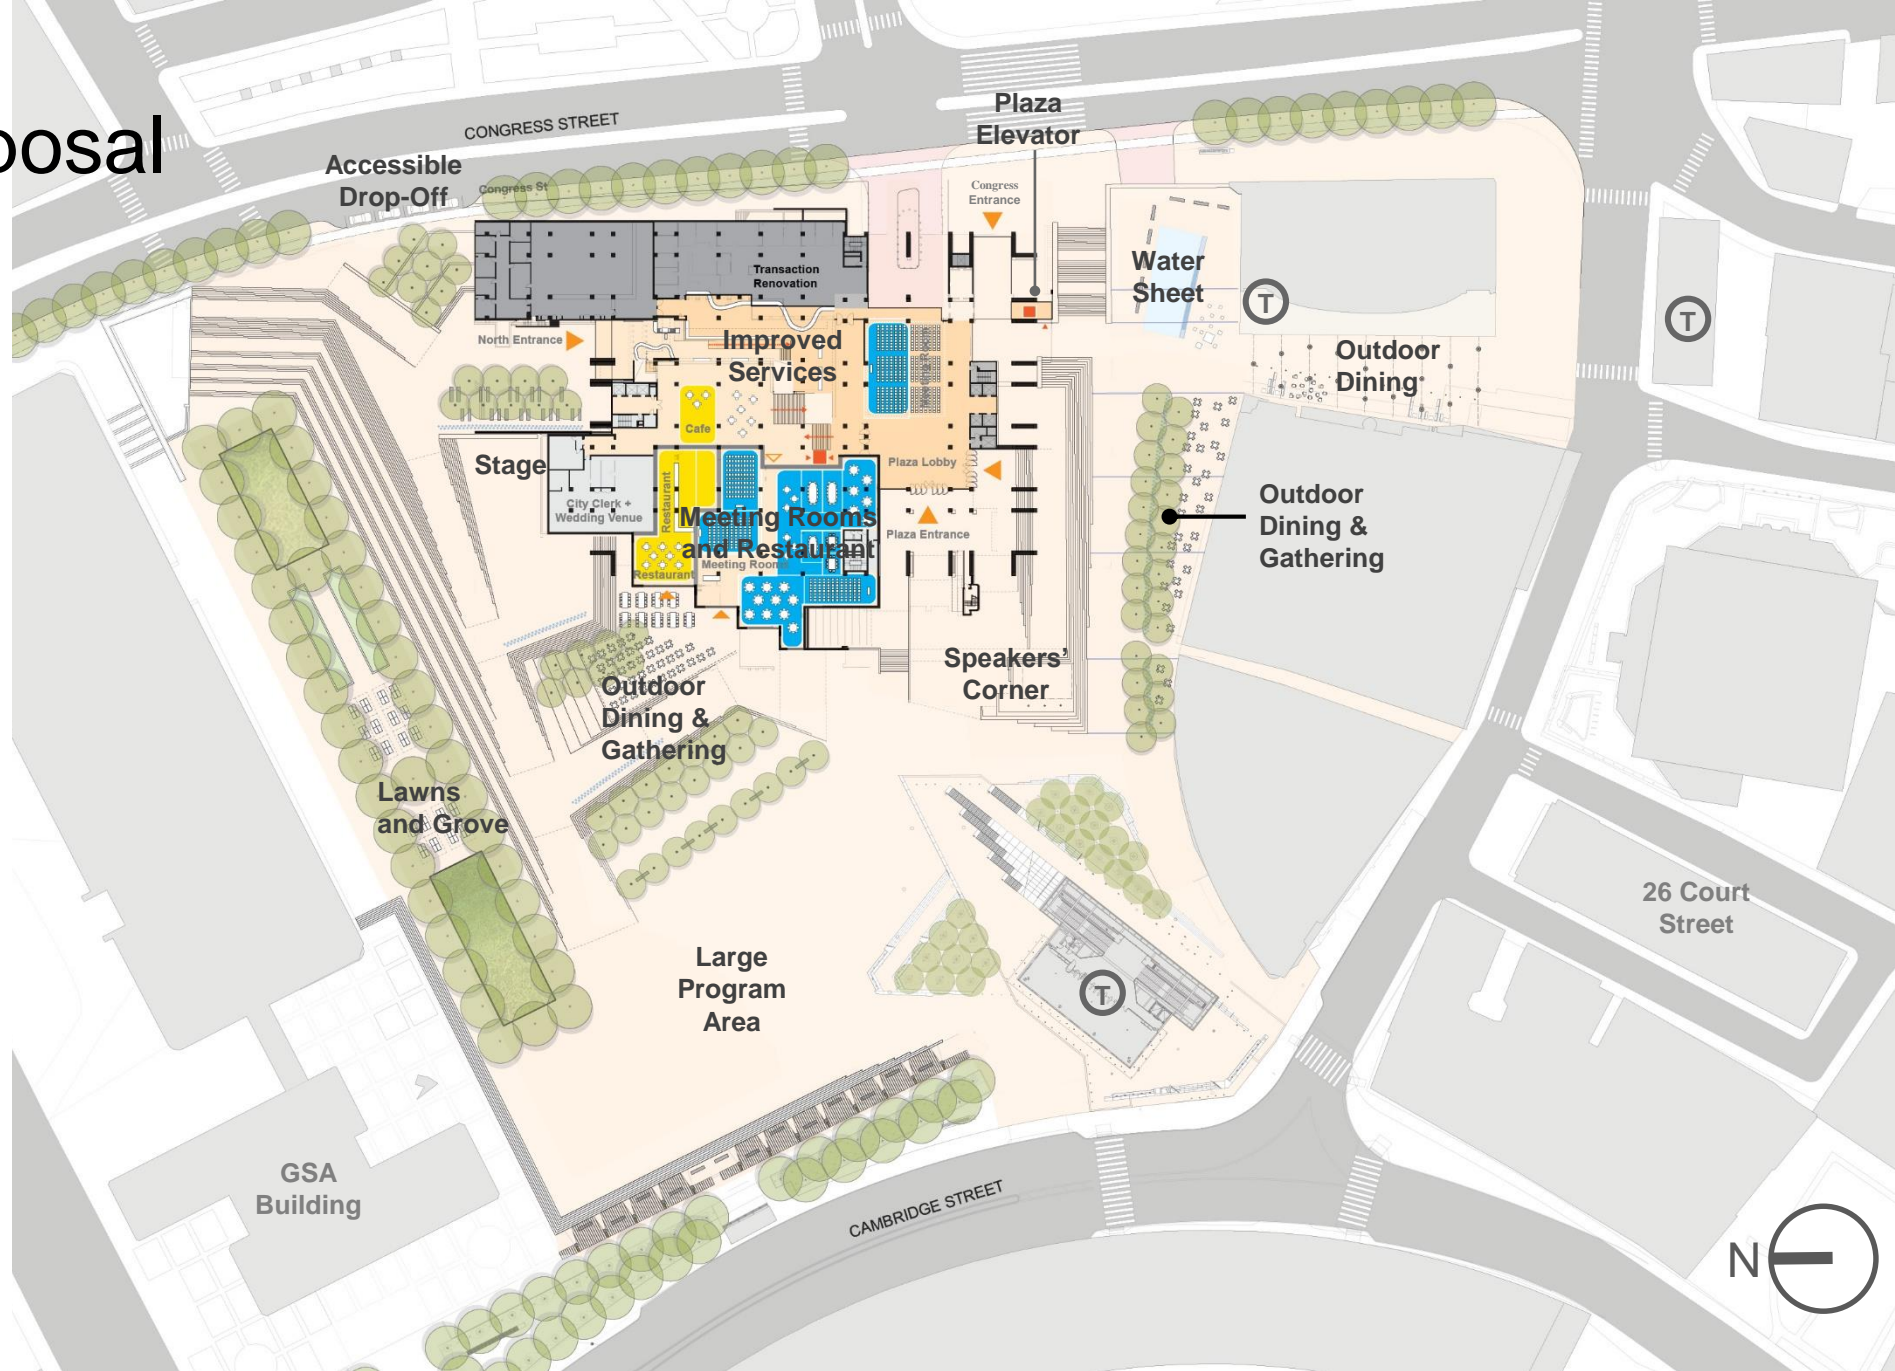 posal
CONGRESS STREET
Plaza
Elevator
Accessible
Drop-Off
Congress St
Congress
Entrance
Transaction
Renovation
Water
Sheet
T
T
North Entrance
Improved
Services
Meeting Room
Outdoor
Dining
Cafe
Stage
Plaza Lobby
City Clerk +
Wedding Venue
Restaurant
Meeting Rooms
and Restaurant
Plaza Entrance
Meeting Rooms
Restaurant
Outdoor
Dining &
Gathering
Speakers'
Corner
Outdoor
Dining &
Gathering
Lawns
and Grove
26 Court
Street
Large
Program
Area
T
GSA
Building
CAMBRIDGE STREET
N